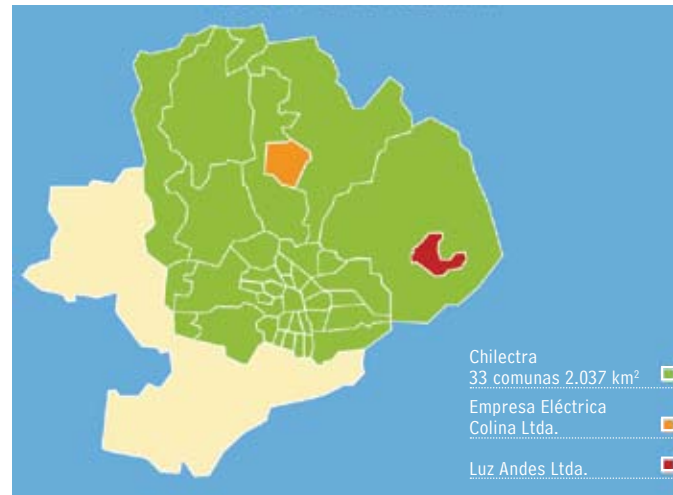 Chilectra
33 comunas 2.037 km²
Empresa Eléctrica
Colina Ltda.
Luz Andes Ltda.